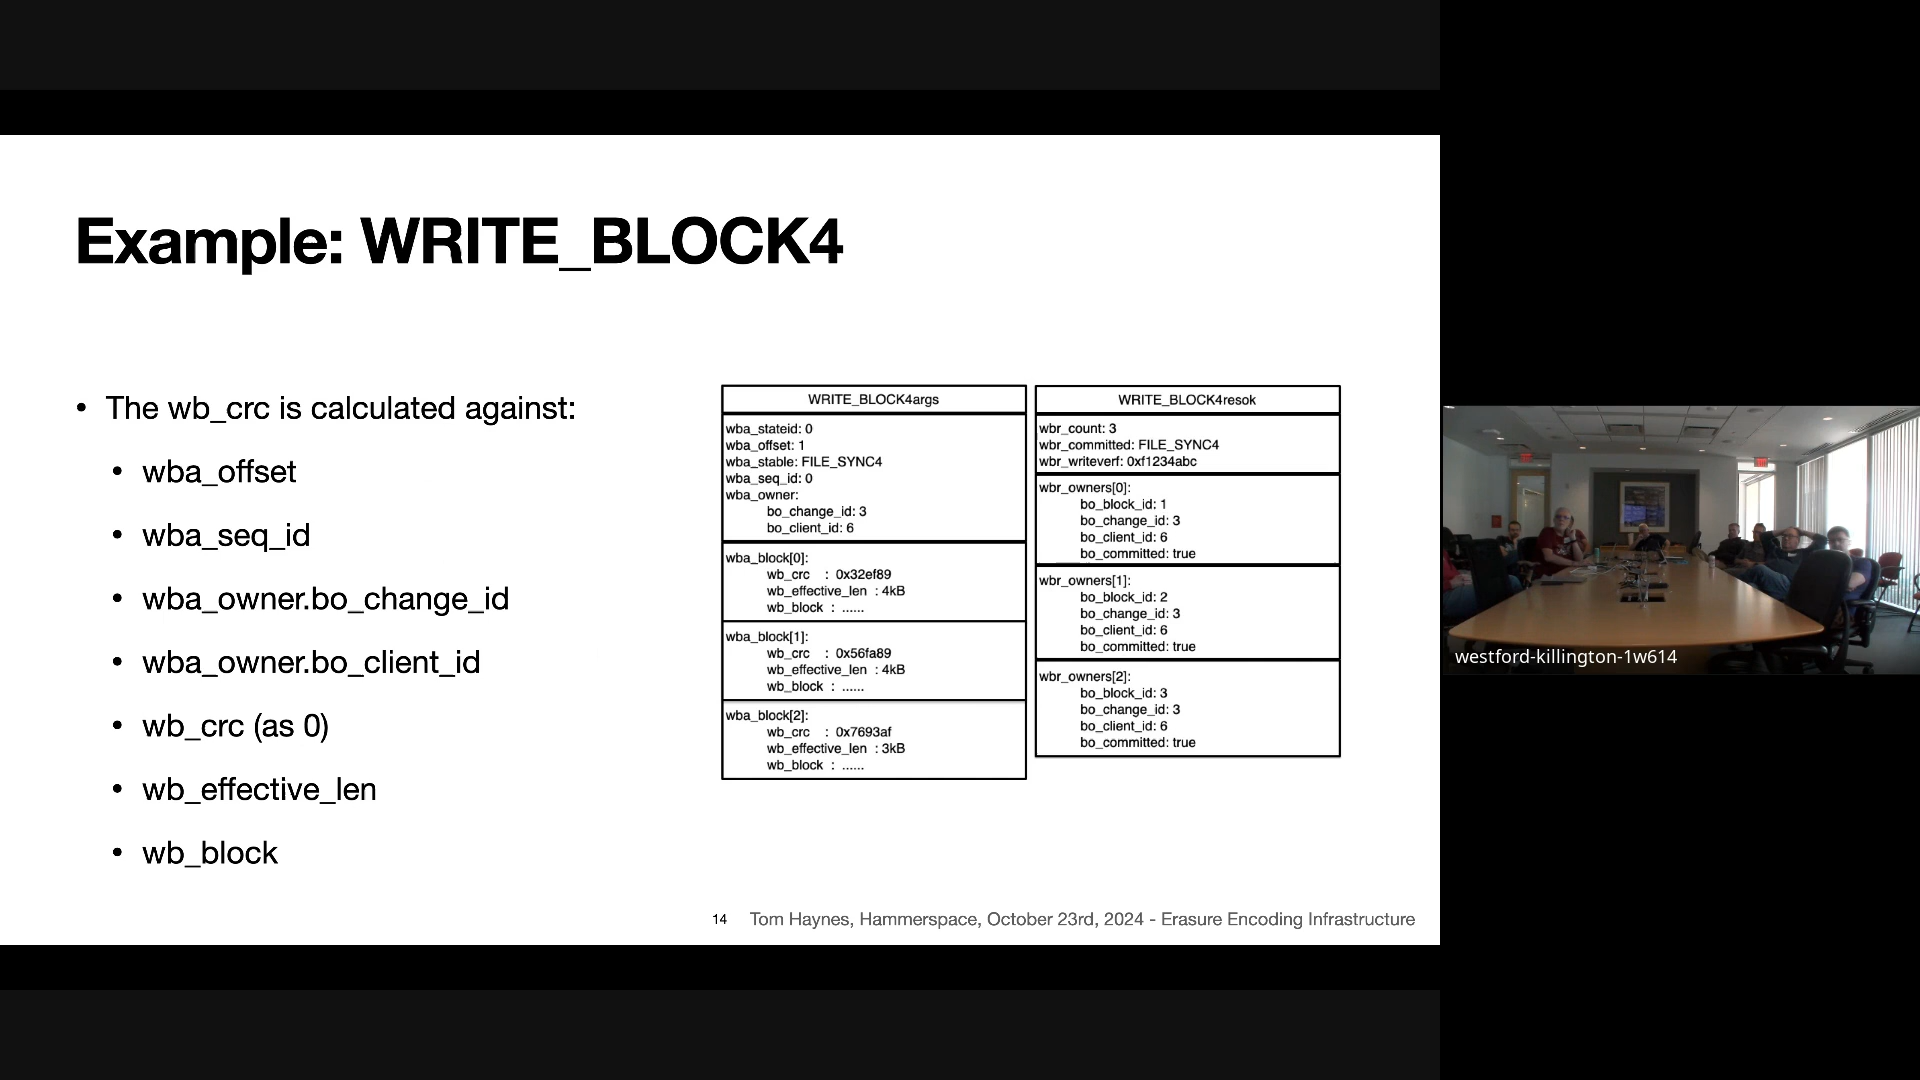 Example: WRITE_BLOCK4
• The wb_crc is calculated against:
• wba_offset
• wba_seq_id
• wba_owner.bo_change_id
• wba_owner.bo_client_id
• wb_crc (as 0)
• wb_effective_len
• wb_block
WRITE_BLOCK4args
wba_stateid: 0
wba_offset: 1
wba_stable: FILE_SYNC4
wba_seq_id: 0
wba_owner:
bo_change_id: 3
bo_client_id: 6
wba_block[0]:
wb_crc : 0x32ef89
wb_effective_len : 4kB
wb_block : ......
wba_block[1]:
wb_crc : 0x56fa89
wb_effective_len : 4kB
wb_block : ......
wba_block[2]:
wb_crc : 0x7693af
wb_effective_len : 3kB
wb_block : ......
WRITE_BLOCK4resok
wbr_count: 3
wbr_committed: FILE_SYNC4
wbr_writeverf: 0xf1234abc
wbr_owners[0]:
bo_block_id: 1
bo_change_id: 3
bo_client_id: 6
bo_committed: true
wbr_owners[1]:
bo_block_id: 2
bo_change_id: 3
bo_client_id: 6
bo_committed: true
wbr_owners[2]:
bo_block_id: 3
bo_change_id: 3
bo_client_id: 6
bo_committed: true
14 Tom Haynes, Hammerspace, October 23rd, 2024 - Erasure Encoding Infrastructure
westford-killington-1w614